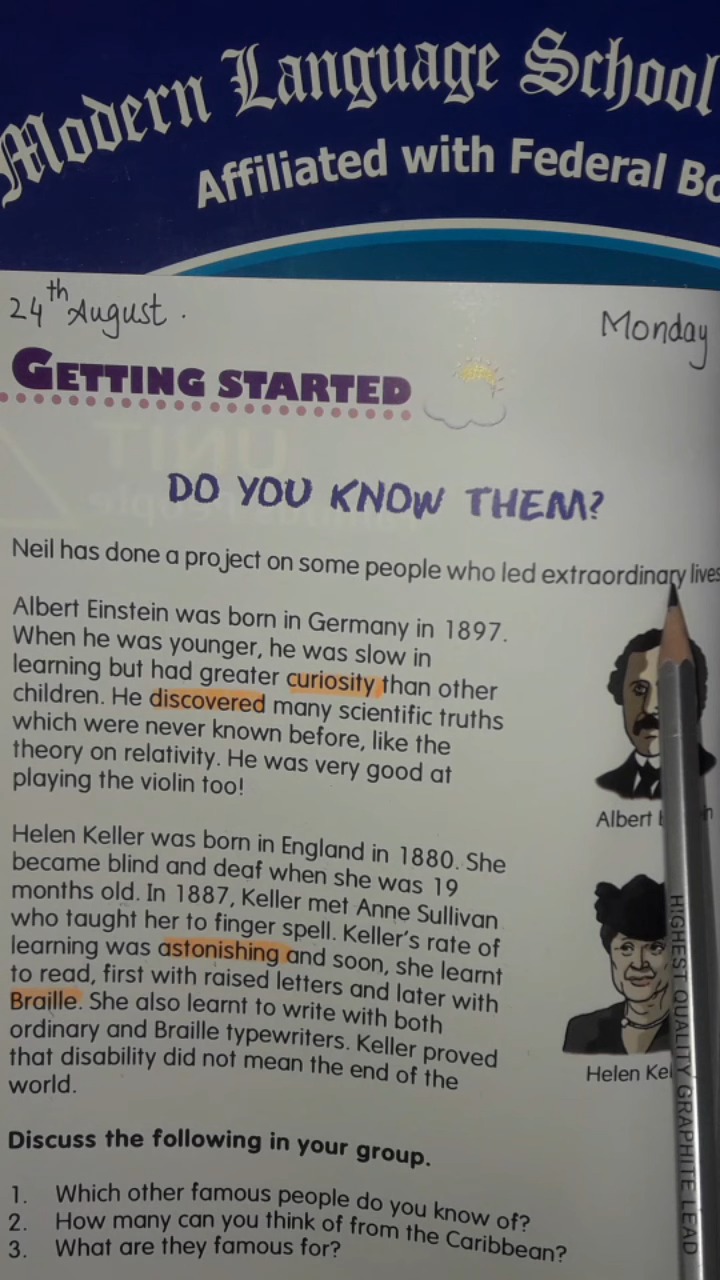 Modern Language School
Affiliated with Federal
24th August.
Monday
GETTING STARTED
DO YOU KNOW THEM?
Neil has done a project on some people who led extraordinary lives
Albert Einstein was born in Germany in 1897.
When he was younger, he was slow in
learning but had greater curiosity than other
children. He discovered many scientific truths
which were never known before, like the
theory on relativity. He was very good at
playing the violin too!
Albert
Helen Keller was born in England in 1880. She
became blind and deaf when she was 19
months old. In 1887, Keller met Anne Sullivan
who taught her to finger spell. Keller's rate of
learning was astonishing and soon, she learnt
to read, first with raised letters and later with
Braille. She also learnt to write with both
ordinary and Braille typewriters. Keller proved
that disability did not mean the end of the
world.
Helen
HIGHEST QUALITY GRAPHITE LEAD
Discuss the following in your group.
1. Which other famous people do you know of?
2. How many can you think of from the Caribbean?
3. What are they famous for?